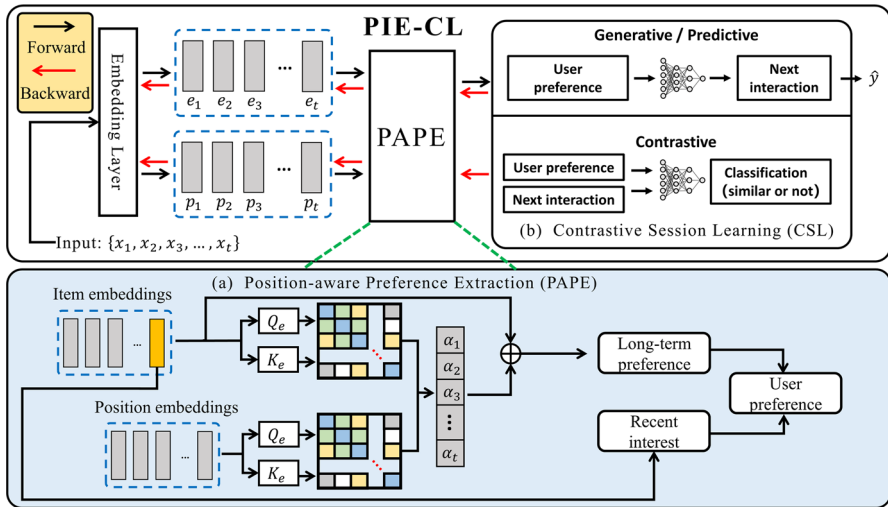 PIE-CL
Forward
Backward
Embedding Layer
e₁ e₂ e₃ ... eₜ
p₁ p₂ p₃ ... pₜ
Input: {x₁, x₂, x₃, ..., xₜ}
PAPE
Generative / Predictive
User preference
Next interaction
ŷ
Contrastive
User preference
Next interaction
Classification
(similar or not)
(b) Contrastive Session Learning (CSL)
(a) Position-aware Preference Extraction (PAPE)
Item embeddings
...
Qₑ
Kₑ
Position embeddings
...
Qₑ
Kₑ
α₁
α₂
α₃
⋮
αₜ
Long-term
preference
Recent
interest
User
preference